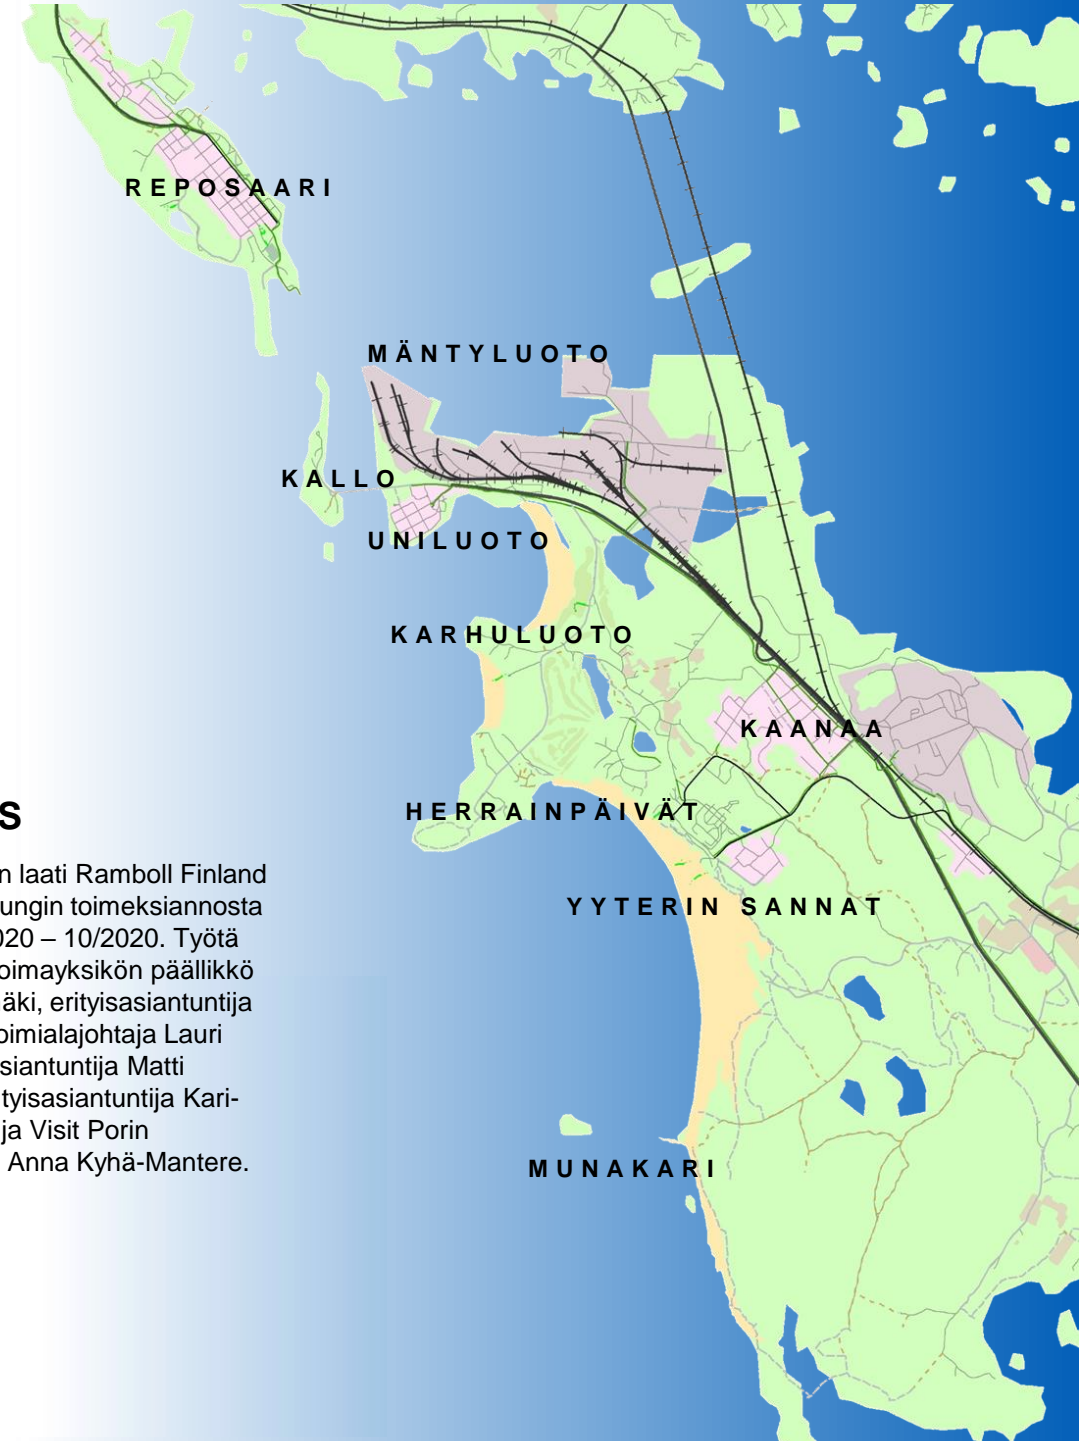 REPOSAARI
MÄNTYLUOTO
KALLO
UNILUOTO
KARHULUOTO
KAANAA
HERRAINPÄIVÄT
YYTERIN SANNAT
MUNAKARI
S
n laati Ramboll Finland
ungin toimeksiannosta
020 – 10/2020. Työtä
oimayksikön päällikkö
äki, erityisasiantuntija
oimialajohtaja Lauri
siantuntija Matti
tyisasiantuntija Kari-
ja Visit Porin
Anna Kyhä-Mantere.